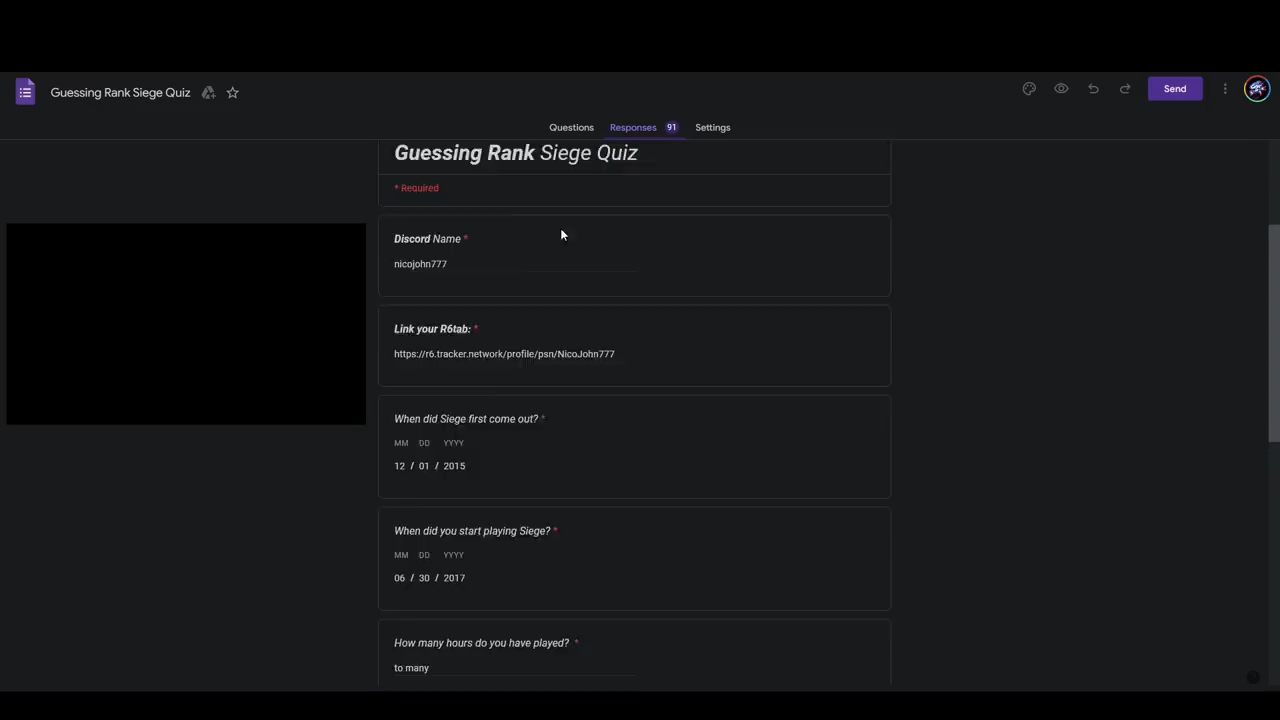 Guessing Rank Siege Quiz
Send
Questions
Responses 91
Settings
Guessing Rank Siege Quiz
* Required
Discord Name *
nicojohn777
Link your R6tab: *
https://r6.tracker.network/profile/psn/NicoJohn777
When did Siege first come out? *
MM DD YYYY
12 / 01 / 2015
When did you start playing Siege? *
MM DD YYYY
06 / 30 / 2017
How many hours do you have played? *
to many